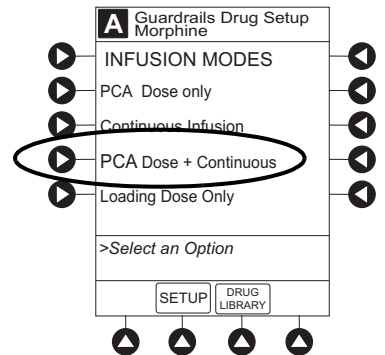 A Guardrails Drug Setup
Morphine
INFUSION MODES
PCA Dose only
Continuous Infusion
PCA Dose + Continuous
Loading Dose Only
>Select an Option
SETUP DRUG
LIBRARY